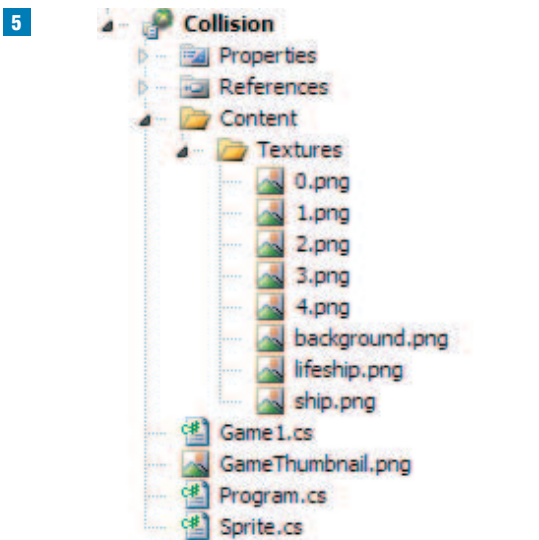 5
Collision
Properties
References
Content
Textures
0.png
1.png
2.png
3.png
4.png
background.png
lifeship.png
ship.png
Game1.cs
GameThumbnail.png
Program.cs
Sprite.cs